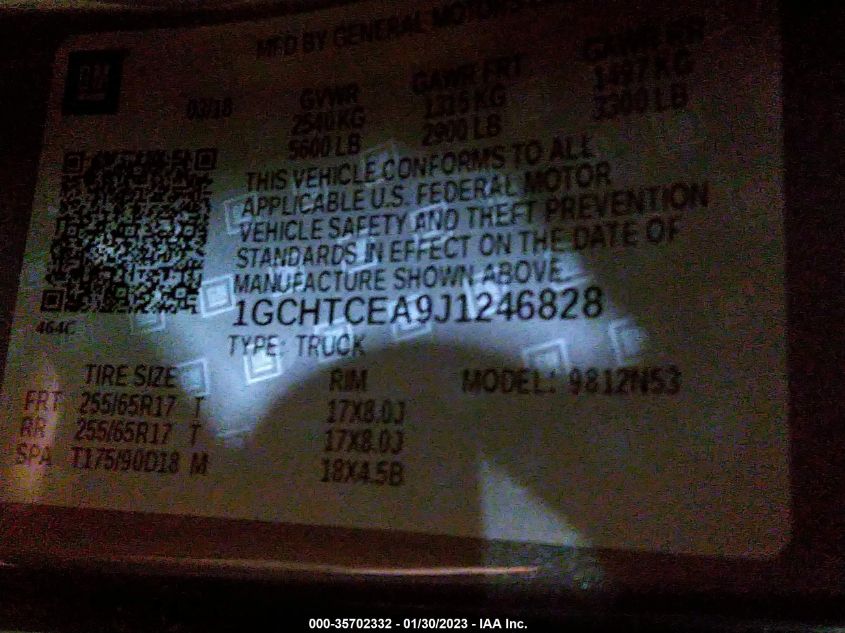 MFD BY GENERAL MOTORS
GM
02/18 GVWR GAWR FRT GAWR RR
2540 KG 1315 KG 1497 KG
5600 LB 2900 LB 3300 LB
THIS VEHICLE CONFORMS TO ALL
APPLICABLE U.S. FEDERAL MOTOR
VEHICLE SAFETY AND THEFT PREVENTION
STANDARDS IN EFFECT ON THE DATE OF
MANUFACTURE SHOWN ABOVE
464C
1GCHTCEA9J1246828
TYPE: TRUCK
TIRE SIZE RIM MODEL: 9812N53
FRT 255/65R17 T 17X8.0J
RR 255/65R17 T 17X8.0J
SPA T175/90D18 M 18X4.5B
000-35702332 - 01/30/2023 - IAA Inc.